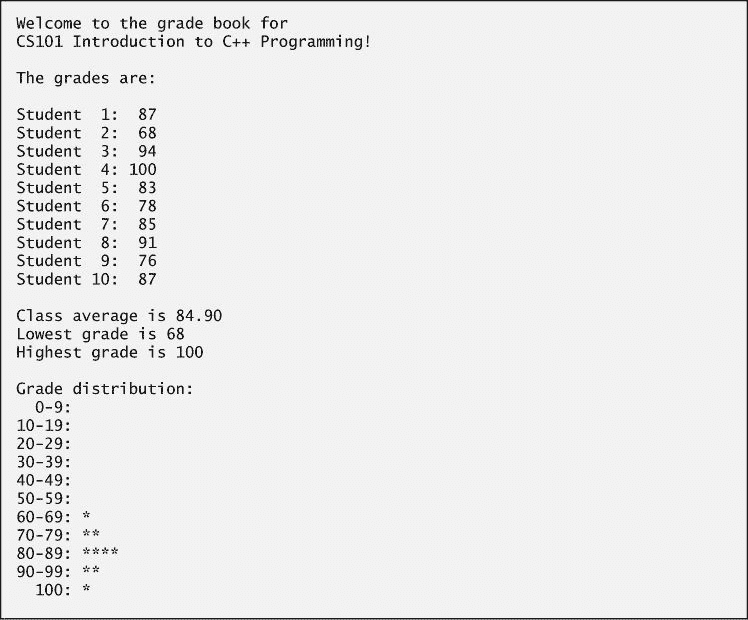 Welcome to the grade book for
CS101 Introduction to C++ Programming!
The grades are:
Student  1:  87
Student  2:  68
Student  3:  94
Student  4: 100
Student  5:  83
Student  6:  78
Student  7:  85
Student  8:  91
Student  9:  76
Student 10:  87
Class average is 84.90
Lowest grade is 68
Highest grade is 100
Grade distribution:
  0-9:
10-19:
20-29:
30-39:
40-49:
50-59:
60-69: *
70-79: **
80-89: ****
90-99: **
  100: *